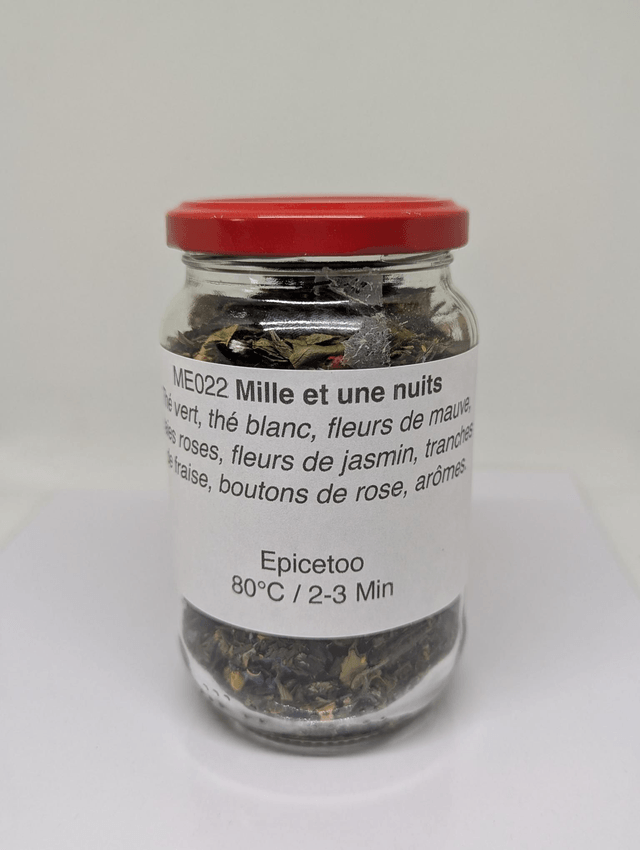 ME022 Mille et une nuits
vert, thé blanc, fleurs de mauve,
roses, fleurs de jasmin, tranches
fraise, boutons de rose, arômes.
Epicetoo
80°C / 2-3 Min